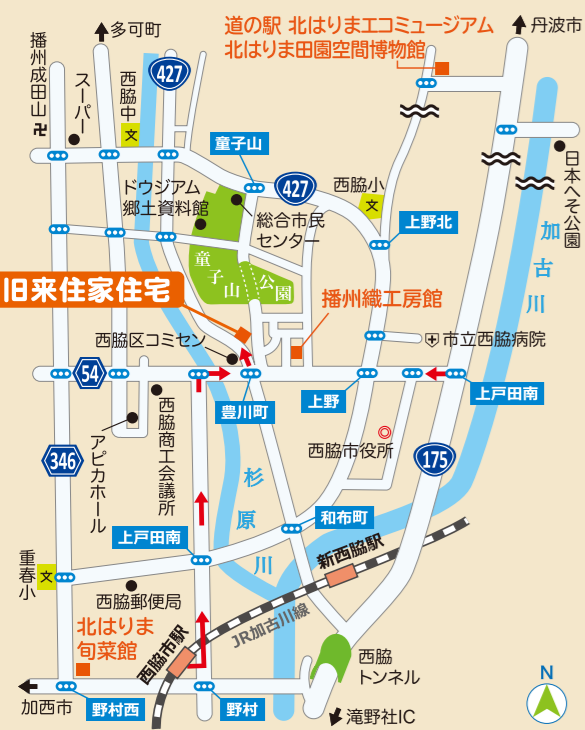 道の駅 北はりまエコミュージアム
北はりま田園空間博物館
丹波市
多可町
播州成田山
卍
スーパー
西脇中
文
427
童子山
427
西脇小
文
日本へそ公園
ドウジアム
郷土資料館
総合市民
センター
上野北
加古川
童子山
公園
旧来住家住宅
播州織工房館
西脇区コミセン
市立西脇病院
54
豊川町
上野
上戸田南
西脇商工会議所
アピカホール
西脇市役所
346
175
杉原川
和布町
上戸田南
新西脇駅
重春小
文
西脇郵便局
JR加古川線
北はりま
旬菜館
西脇市駅
西脇
トンネル
加西市
野村西
野村
滝野社IC
N